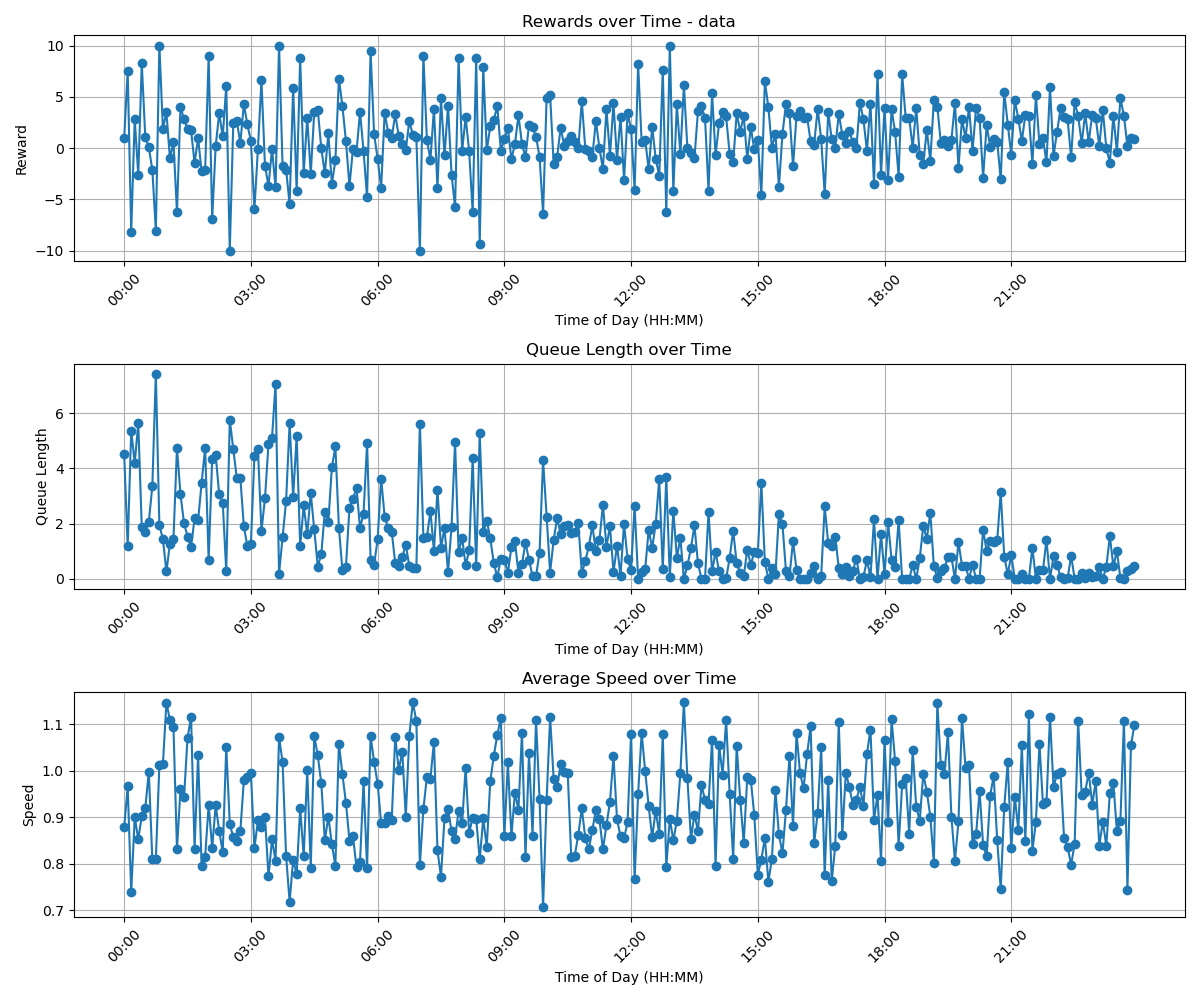 Rewards over Time - data
Reward
10
5
0
−5
−10
00:00 03:00 06:00 09:00 12:00 15:00 18:00 21:00
Time of Day (HH:MM)
Queue Length over Time
Queue Length
6
4
2
0
00:00 03:00 06:00 09:00 12:00 15:00 18:00 21:00
Time of Day (HH:MM)
Average Speed over Time
Speed
1.1
1.0
0.9
0.8
0.7
00:00 03:00 06:00 09:00 12:00 15:00 18:00 21:00
Time of Day (HH:MM)